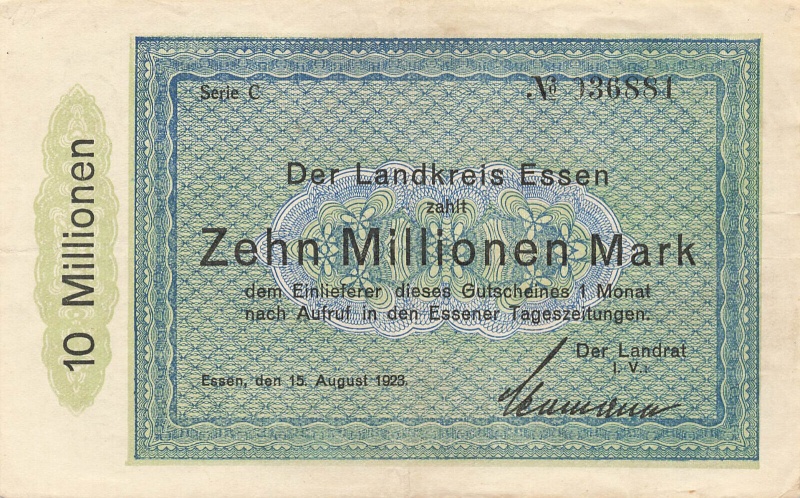 10 Millionen
Serie C
№ 036881
Der Landkreis Essen
zahlt
Zehn Millionen Mark
dem Einlieferer dieses Gutscheines 1 Monat
nach Aufruf in den Essener Tageszeitungen.
Der Landrat
I. V.:
Essen, den 15. August 1923.